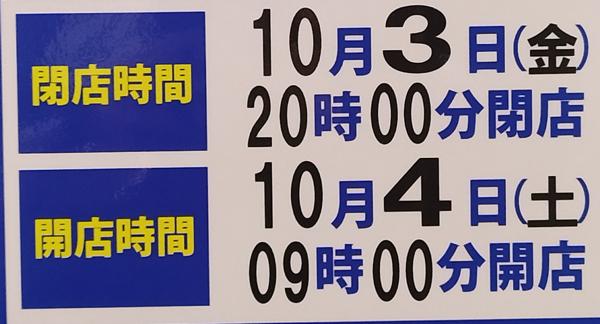 閉店時間
10月3日(金)
20時00分閉店
開店時間
10月4日(土)
09時00分開店